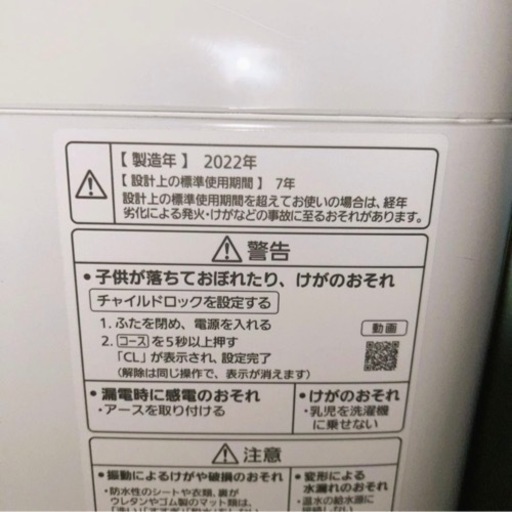 【 製造年 】 2022年
【 設計上の標準使用期間 】 7年
設計上の標準使用期間を超えてお使いの場合は、経年
劣化による発火・けがなどの事故に至るおそれがあります。
警告
・子供が落ちておぼれたり、けがのおそれ
チャイルドロックを設定する
1. ふたを閉め、電源を入れる
2. コースを5秒以上押す
「CL」が表示され、設定完了
(解除は同じ操作で、表示が消えます)
動画
・漏電時に感電のおそれ
・アースを取り付ける
・けがのおそれ
・乳児を洗濯機
に乗せない
注意
・振動によるけがや破損のおそれ
・防水性のシートや衣類、裏が
ウレタンやゴム製のマット類は、
・変形による
水漏れのおそれ
・温水の給水源に
接続しない